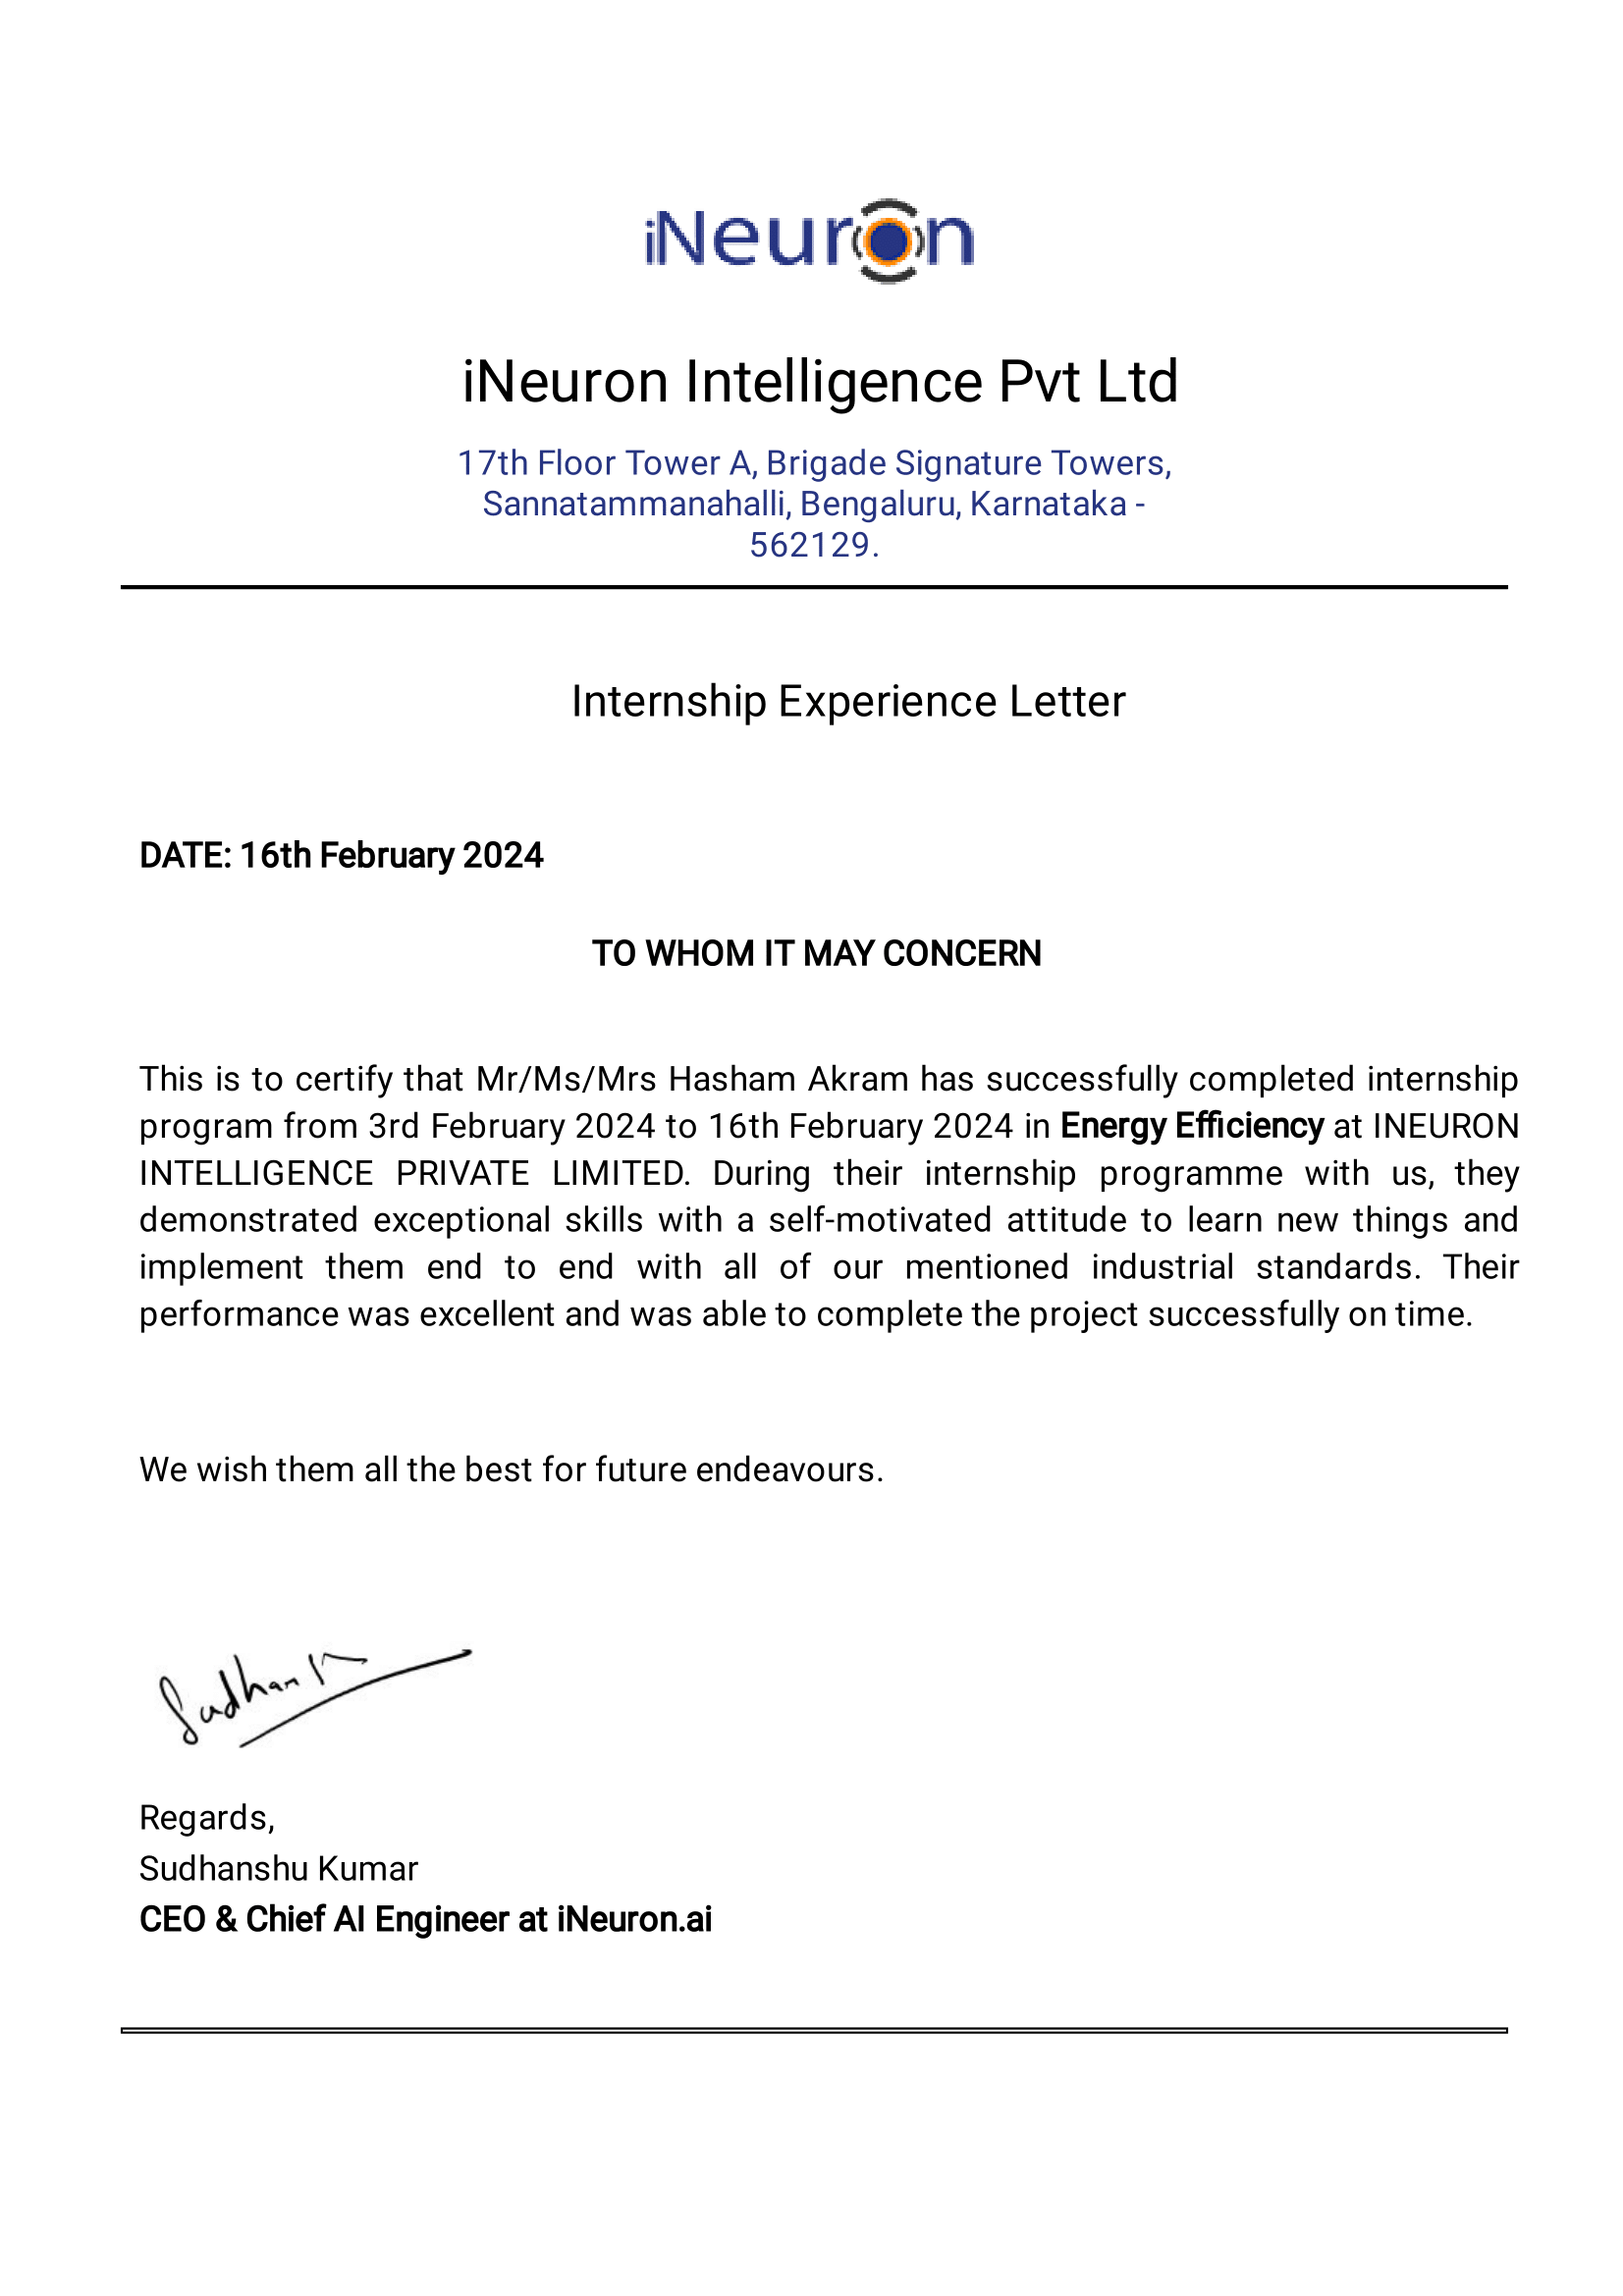 iNeuron
iNeuron Intelligence Pvt Ltd
17th Floor Tower A, Brigade Signature Towers,
Sannatammanahalli, Bengaluru, Karnataka -
562129.
Internship Experience Letter
DATE: 16th February 2024
TO WHOM IT MAY CONCERN
This is to certify that Mr/Ms/Mrs Hasham Akram has successfully completed internship
program from 3rd February 2024 to 16th February 2024 in Energy Efficiency at INEURON
INTELLIGENCE PRIVATE LIMITED. During their internship programme with us, they
demonstrated exceptional skills with a self-motivated attitude to learn new things and
implement them end to end with all of our mentioned industrial standards. Their
performance was excellent and was able to complete the project successfully on time.
We wish them all the best for future endeavours.
Sudhan K
Regards,
Sudhanshu Kumar
CEO & Chief AI Engineer at iNeuron.ai